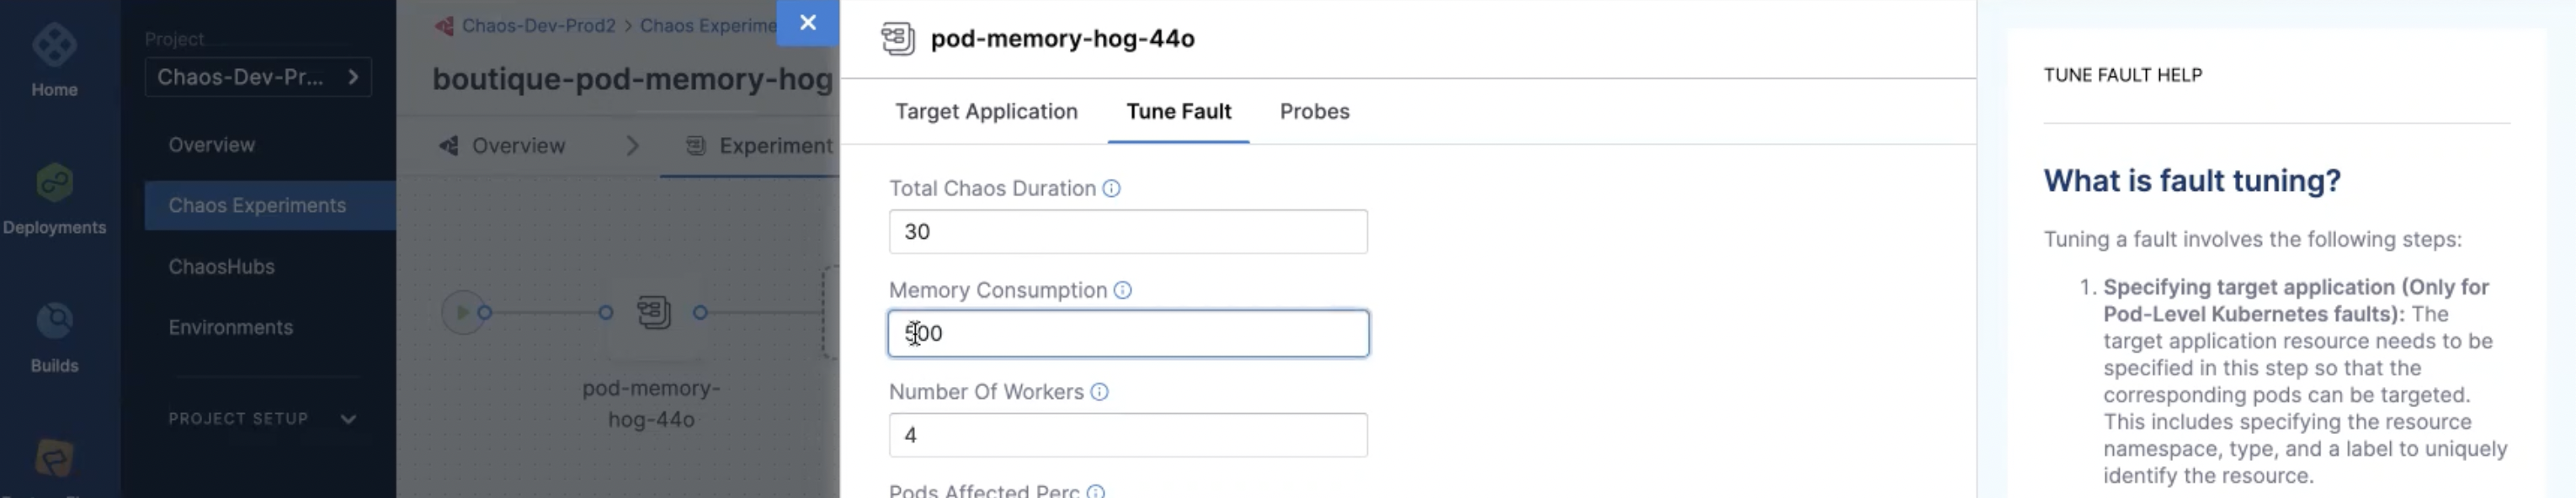 Home
Deployments
Builds
Project
Chaos-Dev-Pr...
Overview
Chaos Experiments
ChaosHubs
Environments
PROJECT SETUP
Chaos-Dev-Prod2 > Chaos Experime
boutique-pod-memory-hog
Overview
Experiment
pod-memory-
hog-44o
pod-memory-hog-44o
Target Application
Tune Fault
Probes
Total Chaos Duration
30
Memory Consumption
500
Number Of Workers
4
Pods Affected Perc
TUNE FAULT HELP
What is fault tuning?
Tuning a fault involves the following steps:
1. Specifying target application (Only for
Pod-Level Kubernetes faults): The
target application resource needs to be
specified in this step so that the
corresponding pods can be targeted.
This includes specifying the resource
namespace, type, and a label to uniquely
identify the resource.